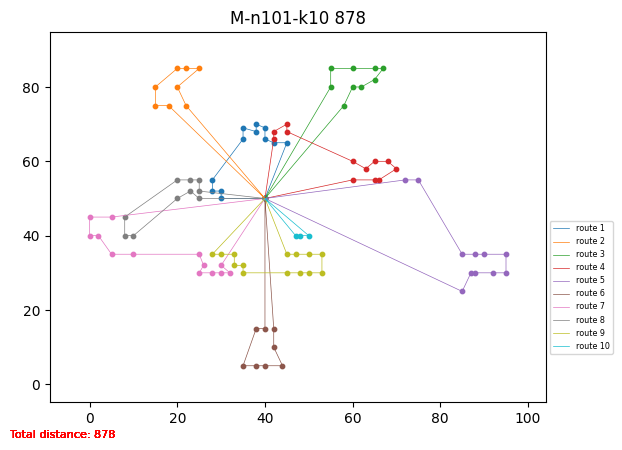 M-n101-k10 878
80
60
40
20
0
0 20 40 60 80 100
route 1
route 2
route 3
route 4
route 5
route 6
route 7
route 8
route 9
route 10
Total distance: